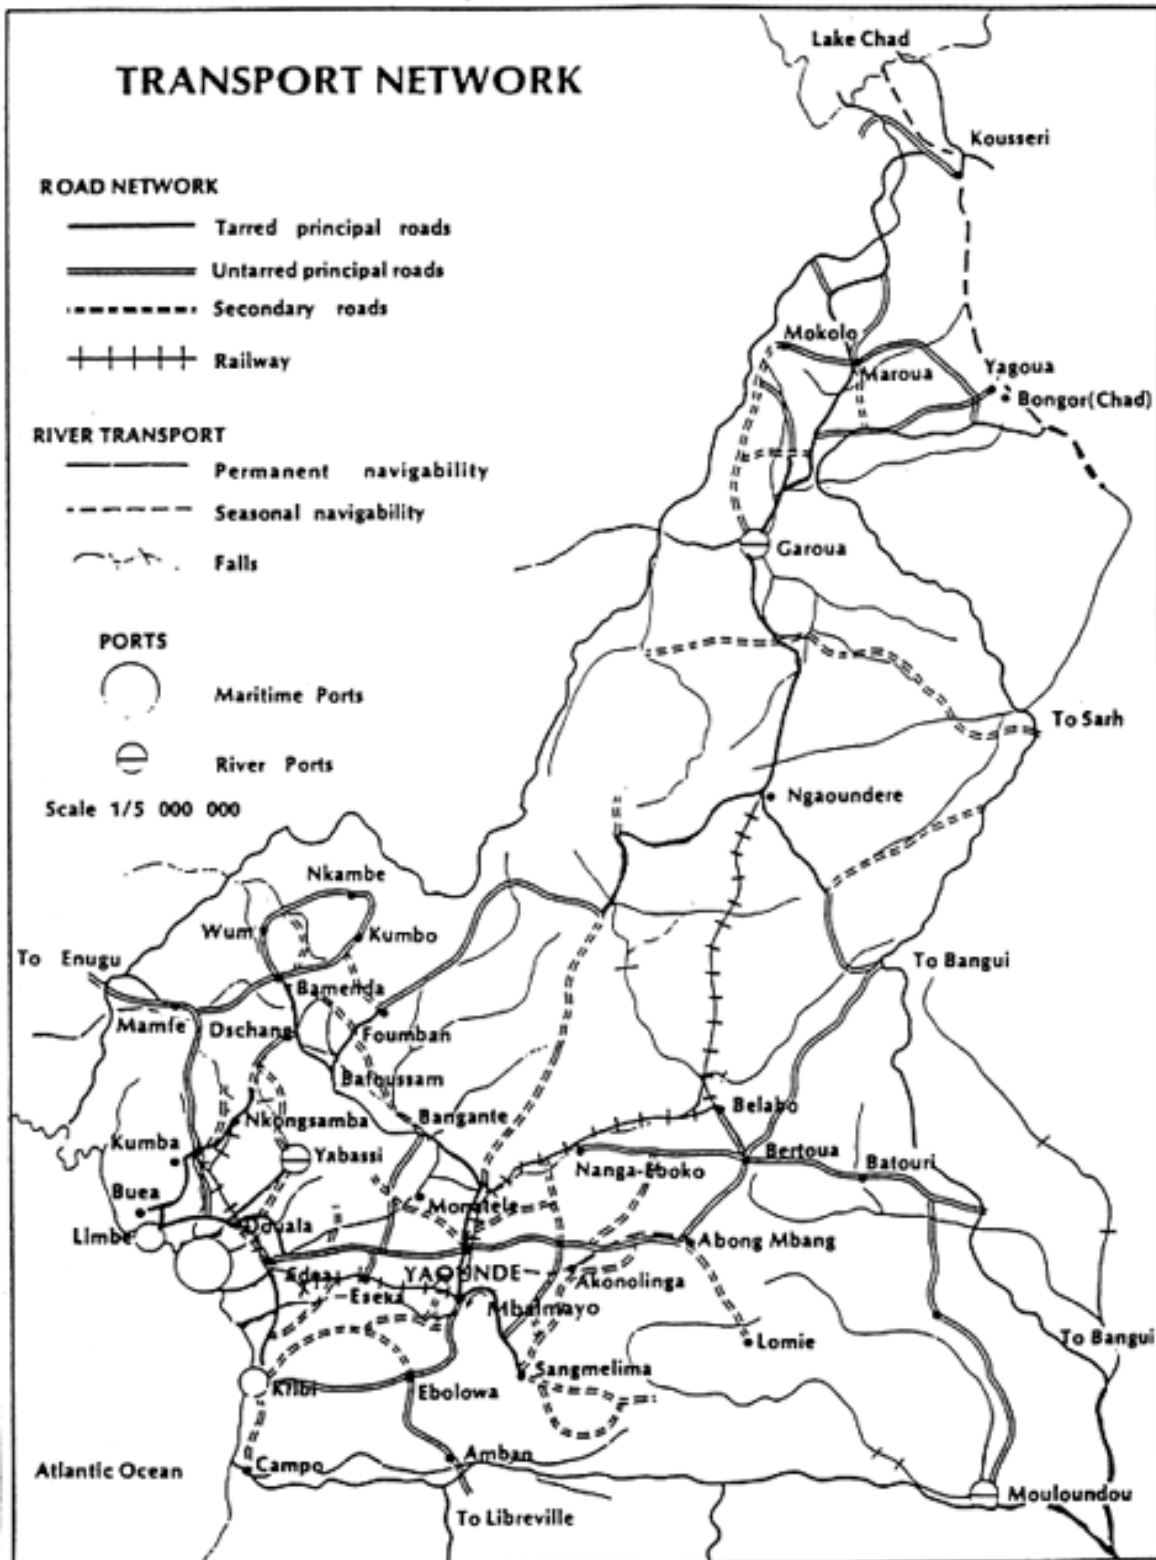 TRANSPORT NETWORK
ROAD NETWORK
Tarred principal roads
Untarred principal roads
Secondary roads
Railway
RIVER TRANSPORT
Permanent navigability
Seasonal navigability
Falls
PORTS
Maritime Ports
River Ports
Scale 1/5 000 000
Lake Chad
Kousseri
Mokolo
Maroua
Yagoua
Bongor(Chad)
Garoua
To Sarh
Ngaoundere
Nkambe
Wum
Kumbo
To Enugu
To Bangui
Bamenda
Mamfe
Dschang
Foumban
Bafoussam
Belabo
Bangante
Nkongsamba
Kumba
Yabassi
Nanga-Eboko
Bertoua
Batouri
Buea
Monatele
Limbe
Douala
Abong Mbang
Edea
YAOUNDE
Akonolinga
Eseka
Mbalmayo
Lomie
To Bangui
Sangmelima
Kribi
Ebolowa
Amban
Atlantic Ocean
Campo
Mouloundou
To Libreville